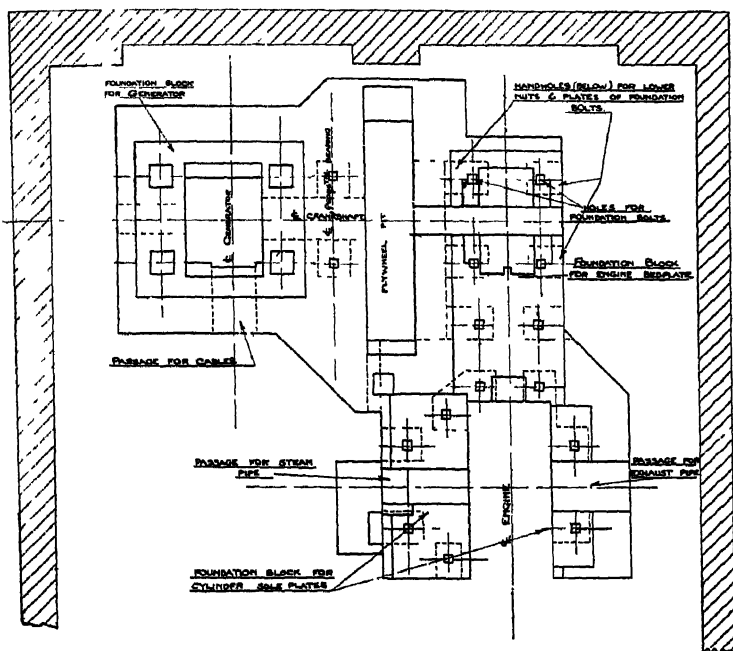 FOUNDATION BLOCK
FOR GENERATOR
HANDHOLES (BELOW) FOR LOWER
NUTS & PLATES OF FOUNDATION
BOLTS.
℄ PEDESTAL BEARING
℄ GENERATOR
℄ CRANKSHAFT
FLYWHEEL PIT
HOLES FOR
FOUNDATION BOLTS.
FOUNDATION BLOCK
FOR ENGINE BEDPLATE
PASSAGE FOR CABLES
PASSAGE FOR STEAM
PIPE
PASSAGE FOR
EXHAUST PIPE
℄ ENGINE
FOUNDATION BLOCK FOR
CYLINDER SOLE PLATES